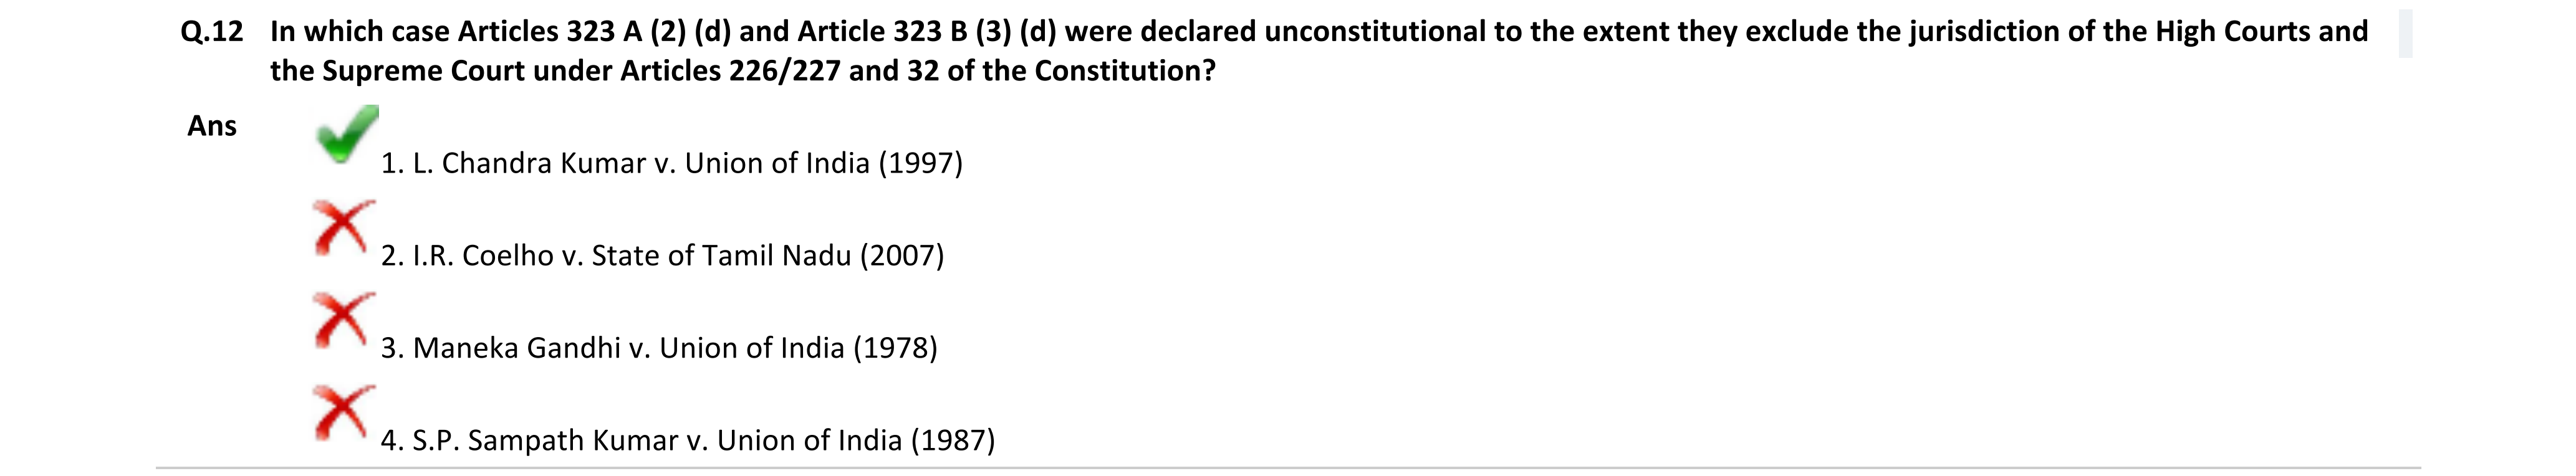 Q.12 In which case Articles 323 A (2) (d) and Article 323 B (3) (d) were declared unconstitutional to the extent they exclude the jurisdiction of the High Courts and
the Supreme Court under Articles 226/227 and 32 of the Constitution?
Ans
1. L. Chandra Kumar v. Union of India (1997)
2. I.R. Coelho v. State of Tamil Nadu (2007)
3. Maneka Gandhi v. Union of India (1978)
4. S.P. Sampath Kumar v. Union of India (1987)